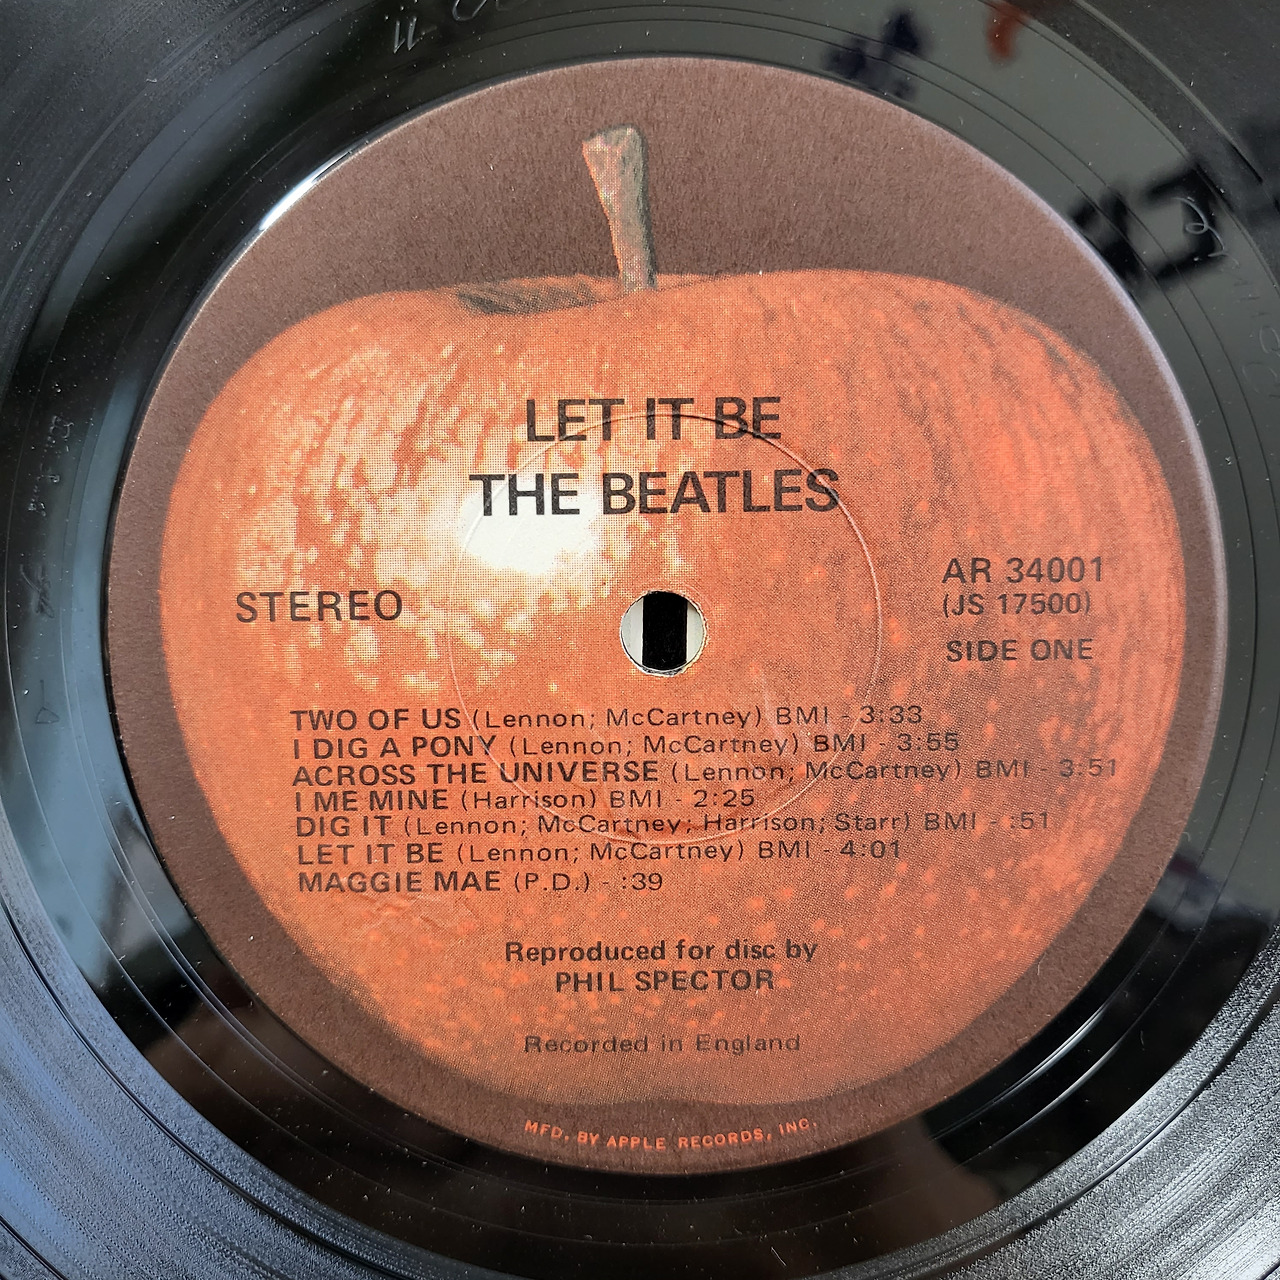 LET IT BE
THE BEATLES
STEREO
AR 34001
(JS 17500)
SIDE ONE
TWO OF US (Lennon; McCartney) BMI - 3:33
I DIG A PONY (Lennon; McCartney) BMI - 3:55
ACROSS THE UNIVERSE (Lennon; McCartney) BMI - 3:51
I ME MINE (Harrison) BMI - 2:25
DIG IT (Lennon; McCartney; Harrison; Starr) BMI - :51
LET IT BE (Lennon; McCartney) BMI - 4:01
MAGGIE MAE (P.D.) - :39
Reproduced for disc by
PHIL SPECTOR
Recorded in England
MFD. BY APPLE RECORDS, INC.